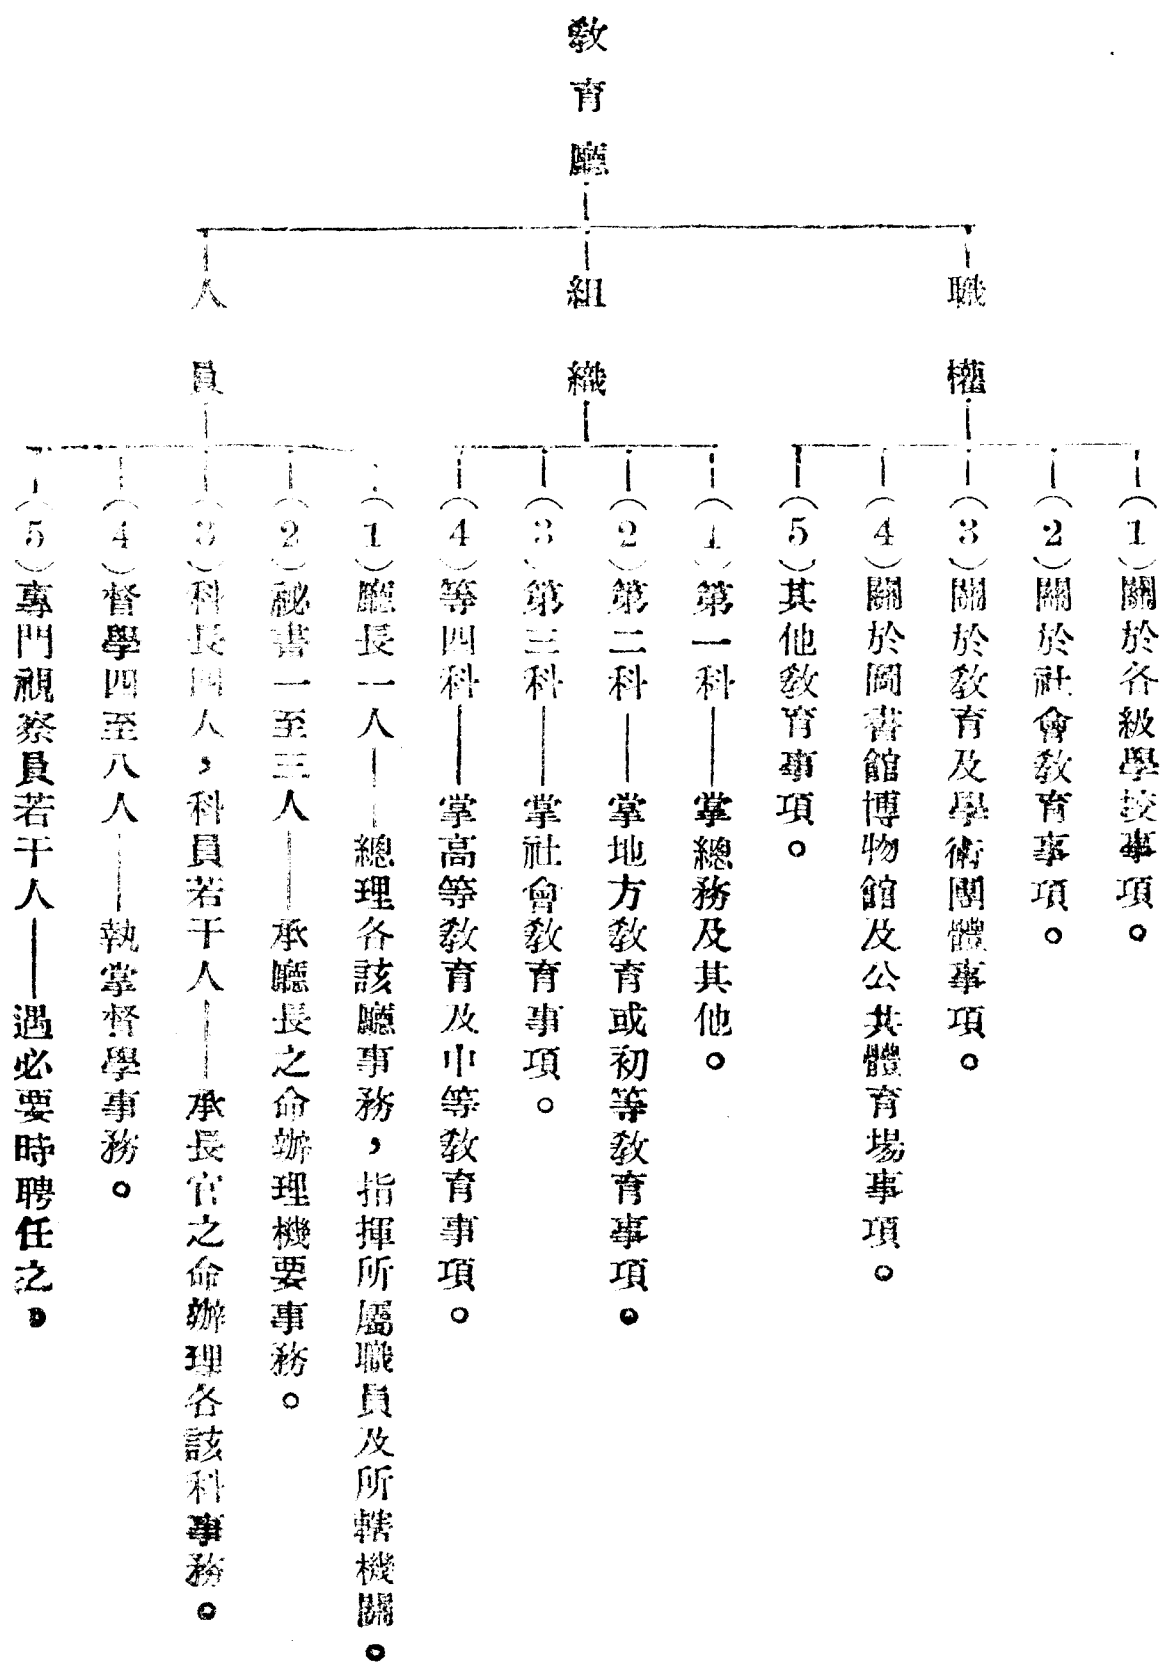 教育廳
職權
(1)關於各級學校事項。
(2)關於社會教育事項。
(3)關於教育及學術團體事項。
(4)關於圖書館博物館及公共體育場事項。
(5)其他教育事項。
組織
(1)第一科——掌總務及其他。
(2)第二科——掌地方教育或初等教育事項。
(3)第三科——掌社會教育事項。
(4)等四科——掌高等教育及中等教育事項。
人員
(1)廳長一人——總理各該廳事務，指揮所屬職員及所轄機關。
(2)祕書一至三人——承廳長之命辦理機要事務。
(3)科長四人，科員若干人——承長官之命辦理各該科事務。
(4)督學四至八人——執掌督學事務。
(5)專門視察員若干人——遇必要時聘任之。